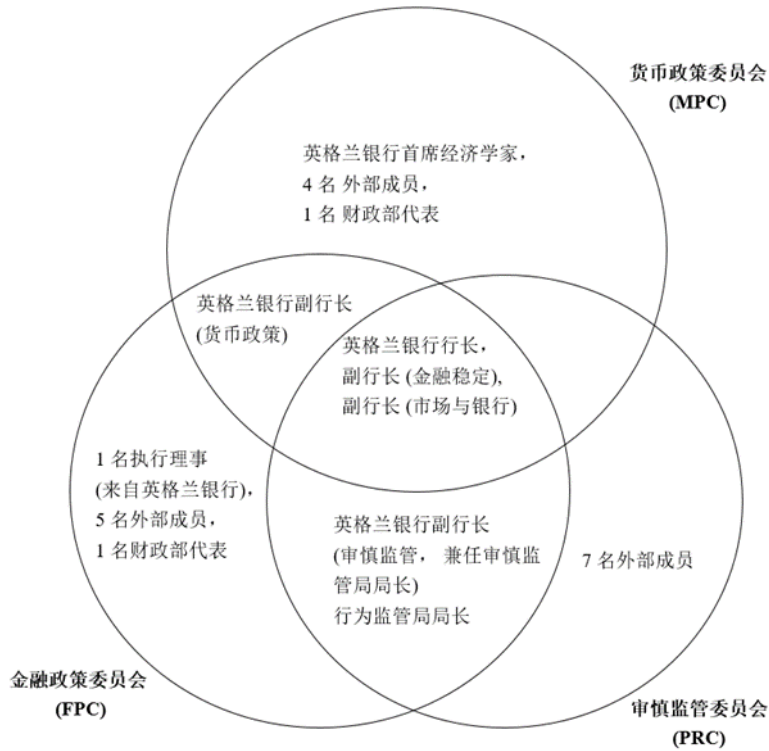 货币政策委员会
(MPC)
英格兰银行首席经济学家，
4 名 外部成员，
1 名 财政部代表
英格兰银行副行长
(货币政策)
英格兰银行行长，
副行长 (金融稳定),
副行长 (市场与银行)
1 名执行理事
(来自英格兰银行)，
5 名外部成员，
1 名财政部代表
英格兰银行副行长
(审慎监管， 兼任审慎监
管局局长)
行为监管局局长
7 名外部成员
金融政策委员会
(FPC)
审慎监管委员会
(PRC)